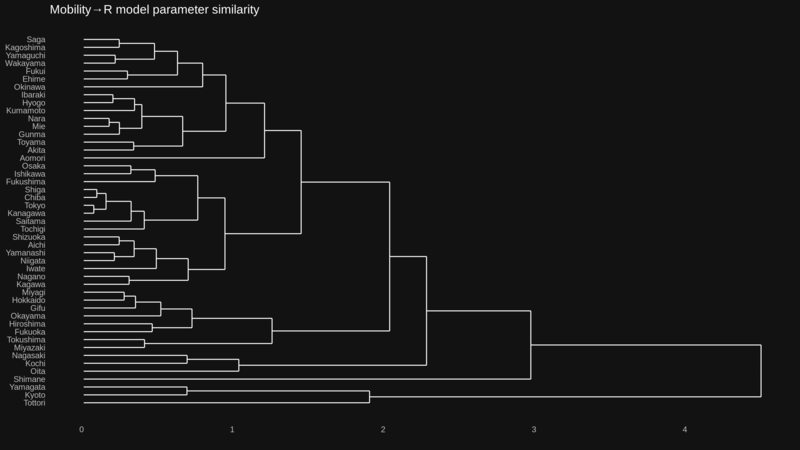 Mobility→R model parameter similarity
Saga
Kagoshima
Yamaguchi
Wakayama
Fukui
Ehime
Okinawa
Ibaraki
Hyogo
Kumamoto
Nara
Mie
Gunma
Toyama
Akita
Aomori
Osaka
Ishikawa
Fukushima
Shiga
Chiba
Tokyo
Kanagawa
Saitama
Tochigi
Shizuoka
Aichi
Yamanashi
Niigata
Iwate
Nagano
Kagawa
Miyagi
Hokkaido
Gifu
Okayama
Hiroshima
Fukuoka
Tokushima
Miyazaki
Nagasaki
Kochi
Oita
Shimane
Yamagata
Kyoto
Tottori
0 1 2 3 4